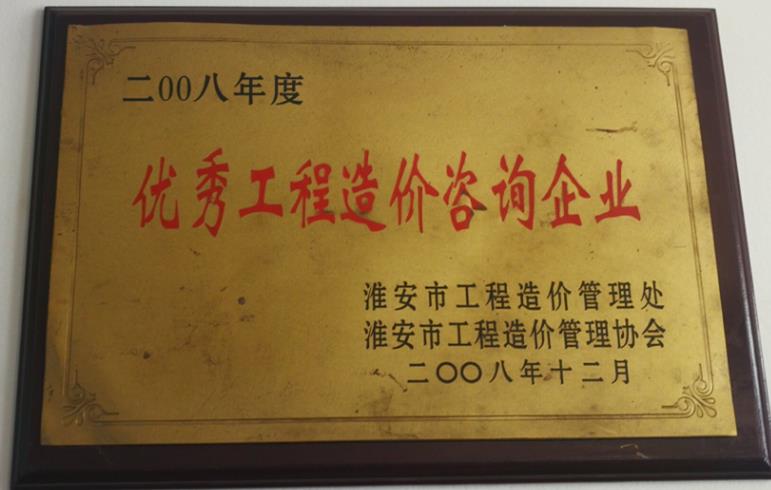 二00八年度
优秀工程造价咨询企业
淮安市工程造价管理处
淮安市工程造价管理协会
二〇〇八年十二月